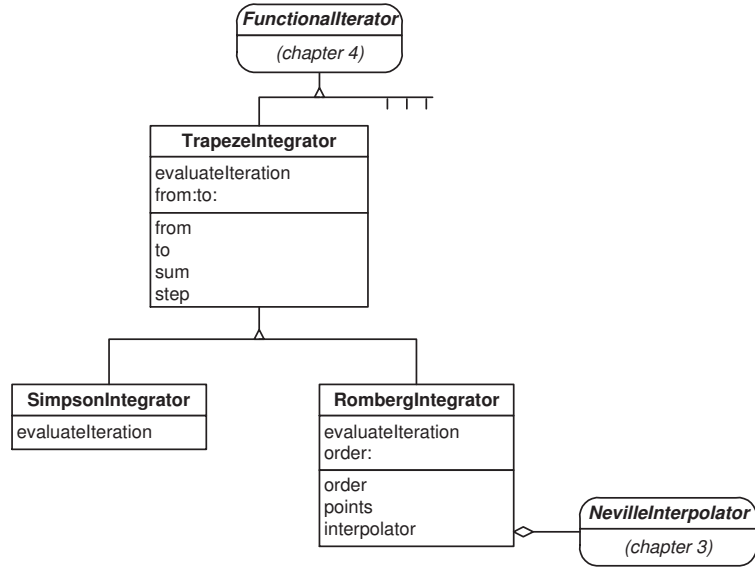 FunctionalIterator
(chapter 4)
TrapezeIntegrator
evaluateIteration
from:to:
from
to
sum
step
SimpsonIntegrator
evaluateIteration
RombergIntegrator
evaluateIteration
order:
order
points
interpolator
NevilleInterpolator
(chapter 3)